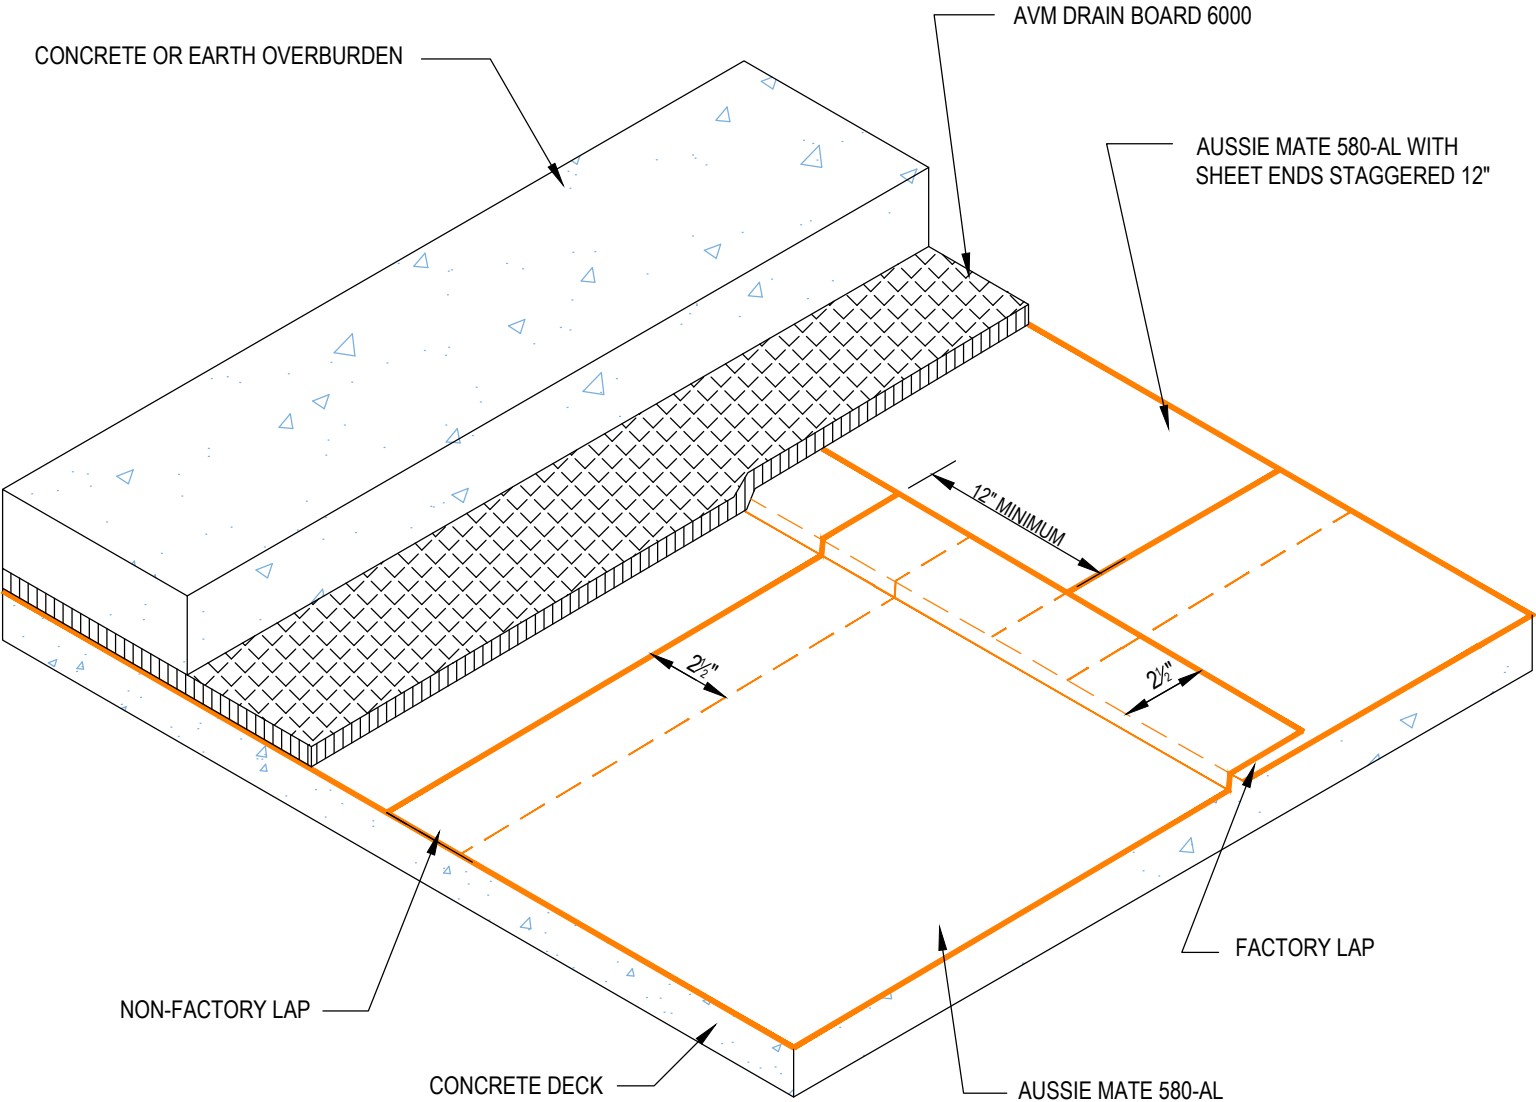 AVM DRAIN BOARD 6000
CONCRETE OR EARTH OVERBURDEN
AUSSIE MATE 580-AL WITH
SHEET ENDS STAGGERED 12"
12" MINIMUM
2½"
2½"
FACTORY LAP
NON-FACTORY LAP
CONCRETE DECK
AUSSIE MATE 580-AL